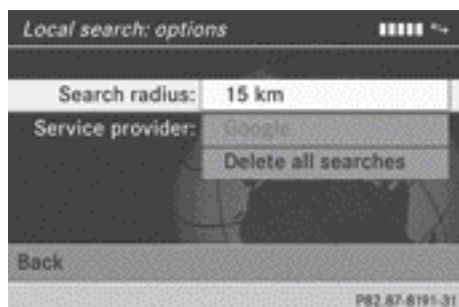 Local search: options
Search radius: 15 km
Service provider: Google
Delete all searches
Back
P82.87-8191-31